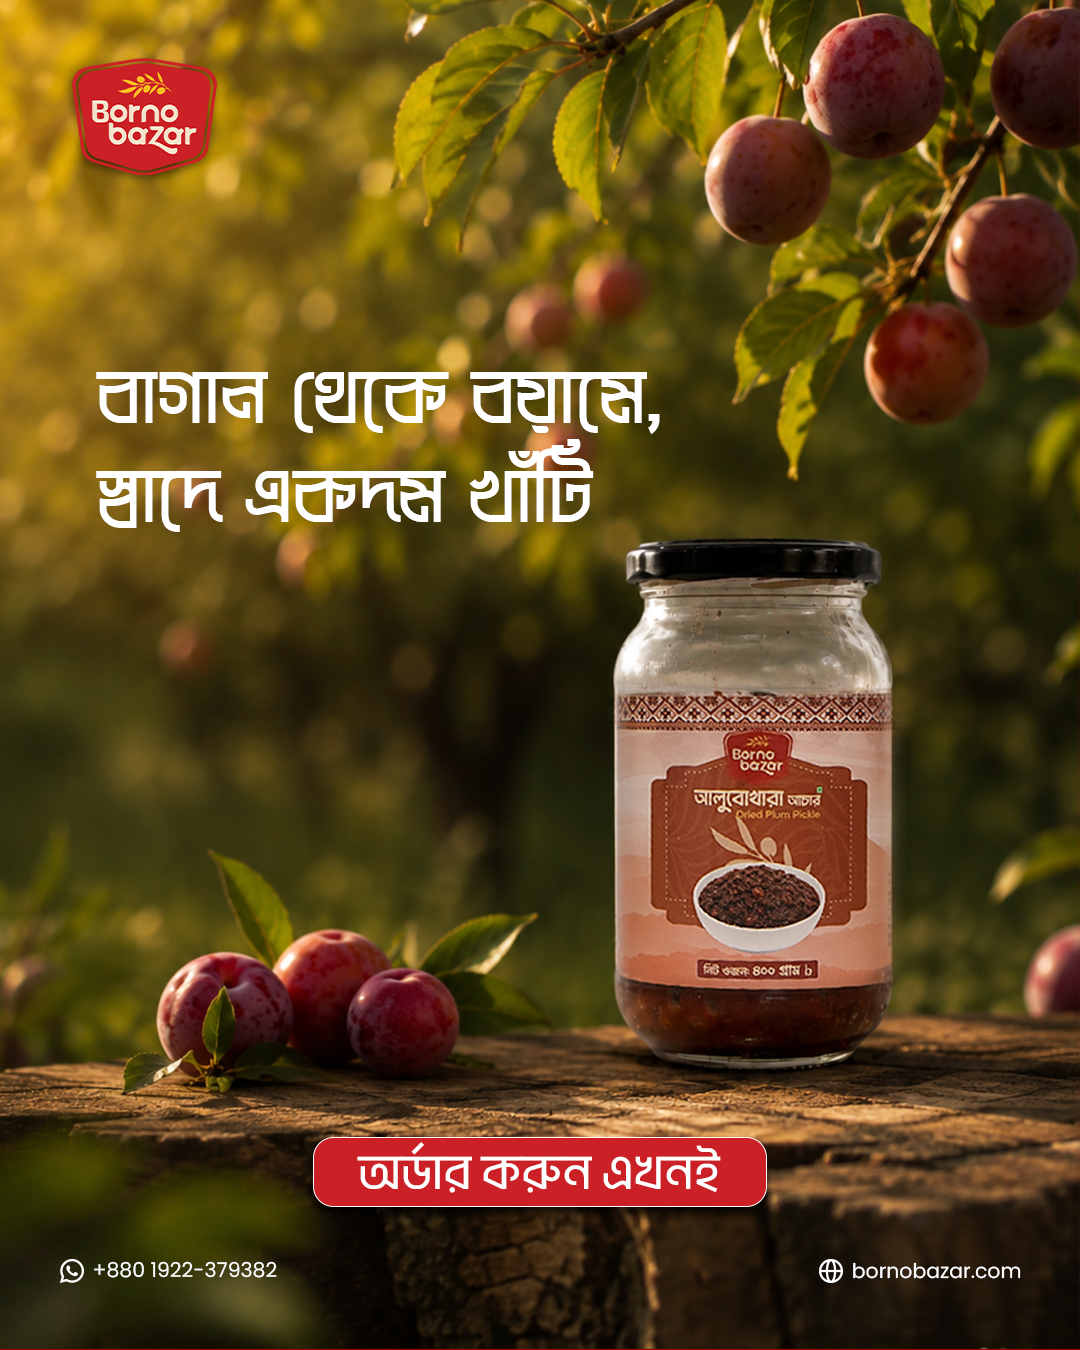 Borno
bazar
বাগান থেকে বয়ামে,
স্বাদে একদম খাঁটি
Borno
bazar
আলুবোখারা আচার
Dried Plum Pickle
নিট ওজন: ৪০০ গ্রাম
অর্ডার করুন এখনই
+880 1922-379382
bornobazar.com